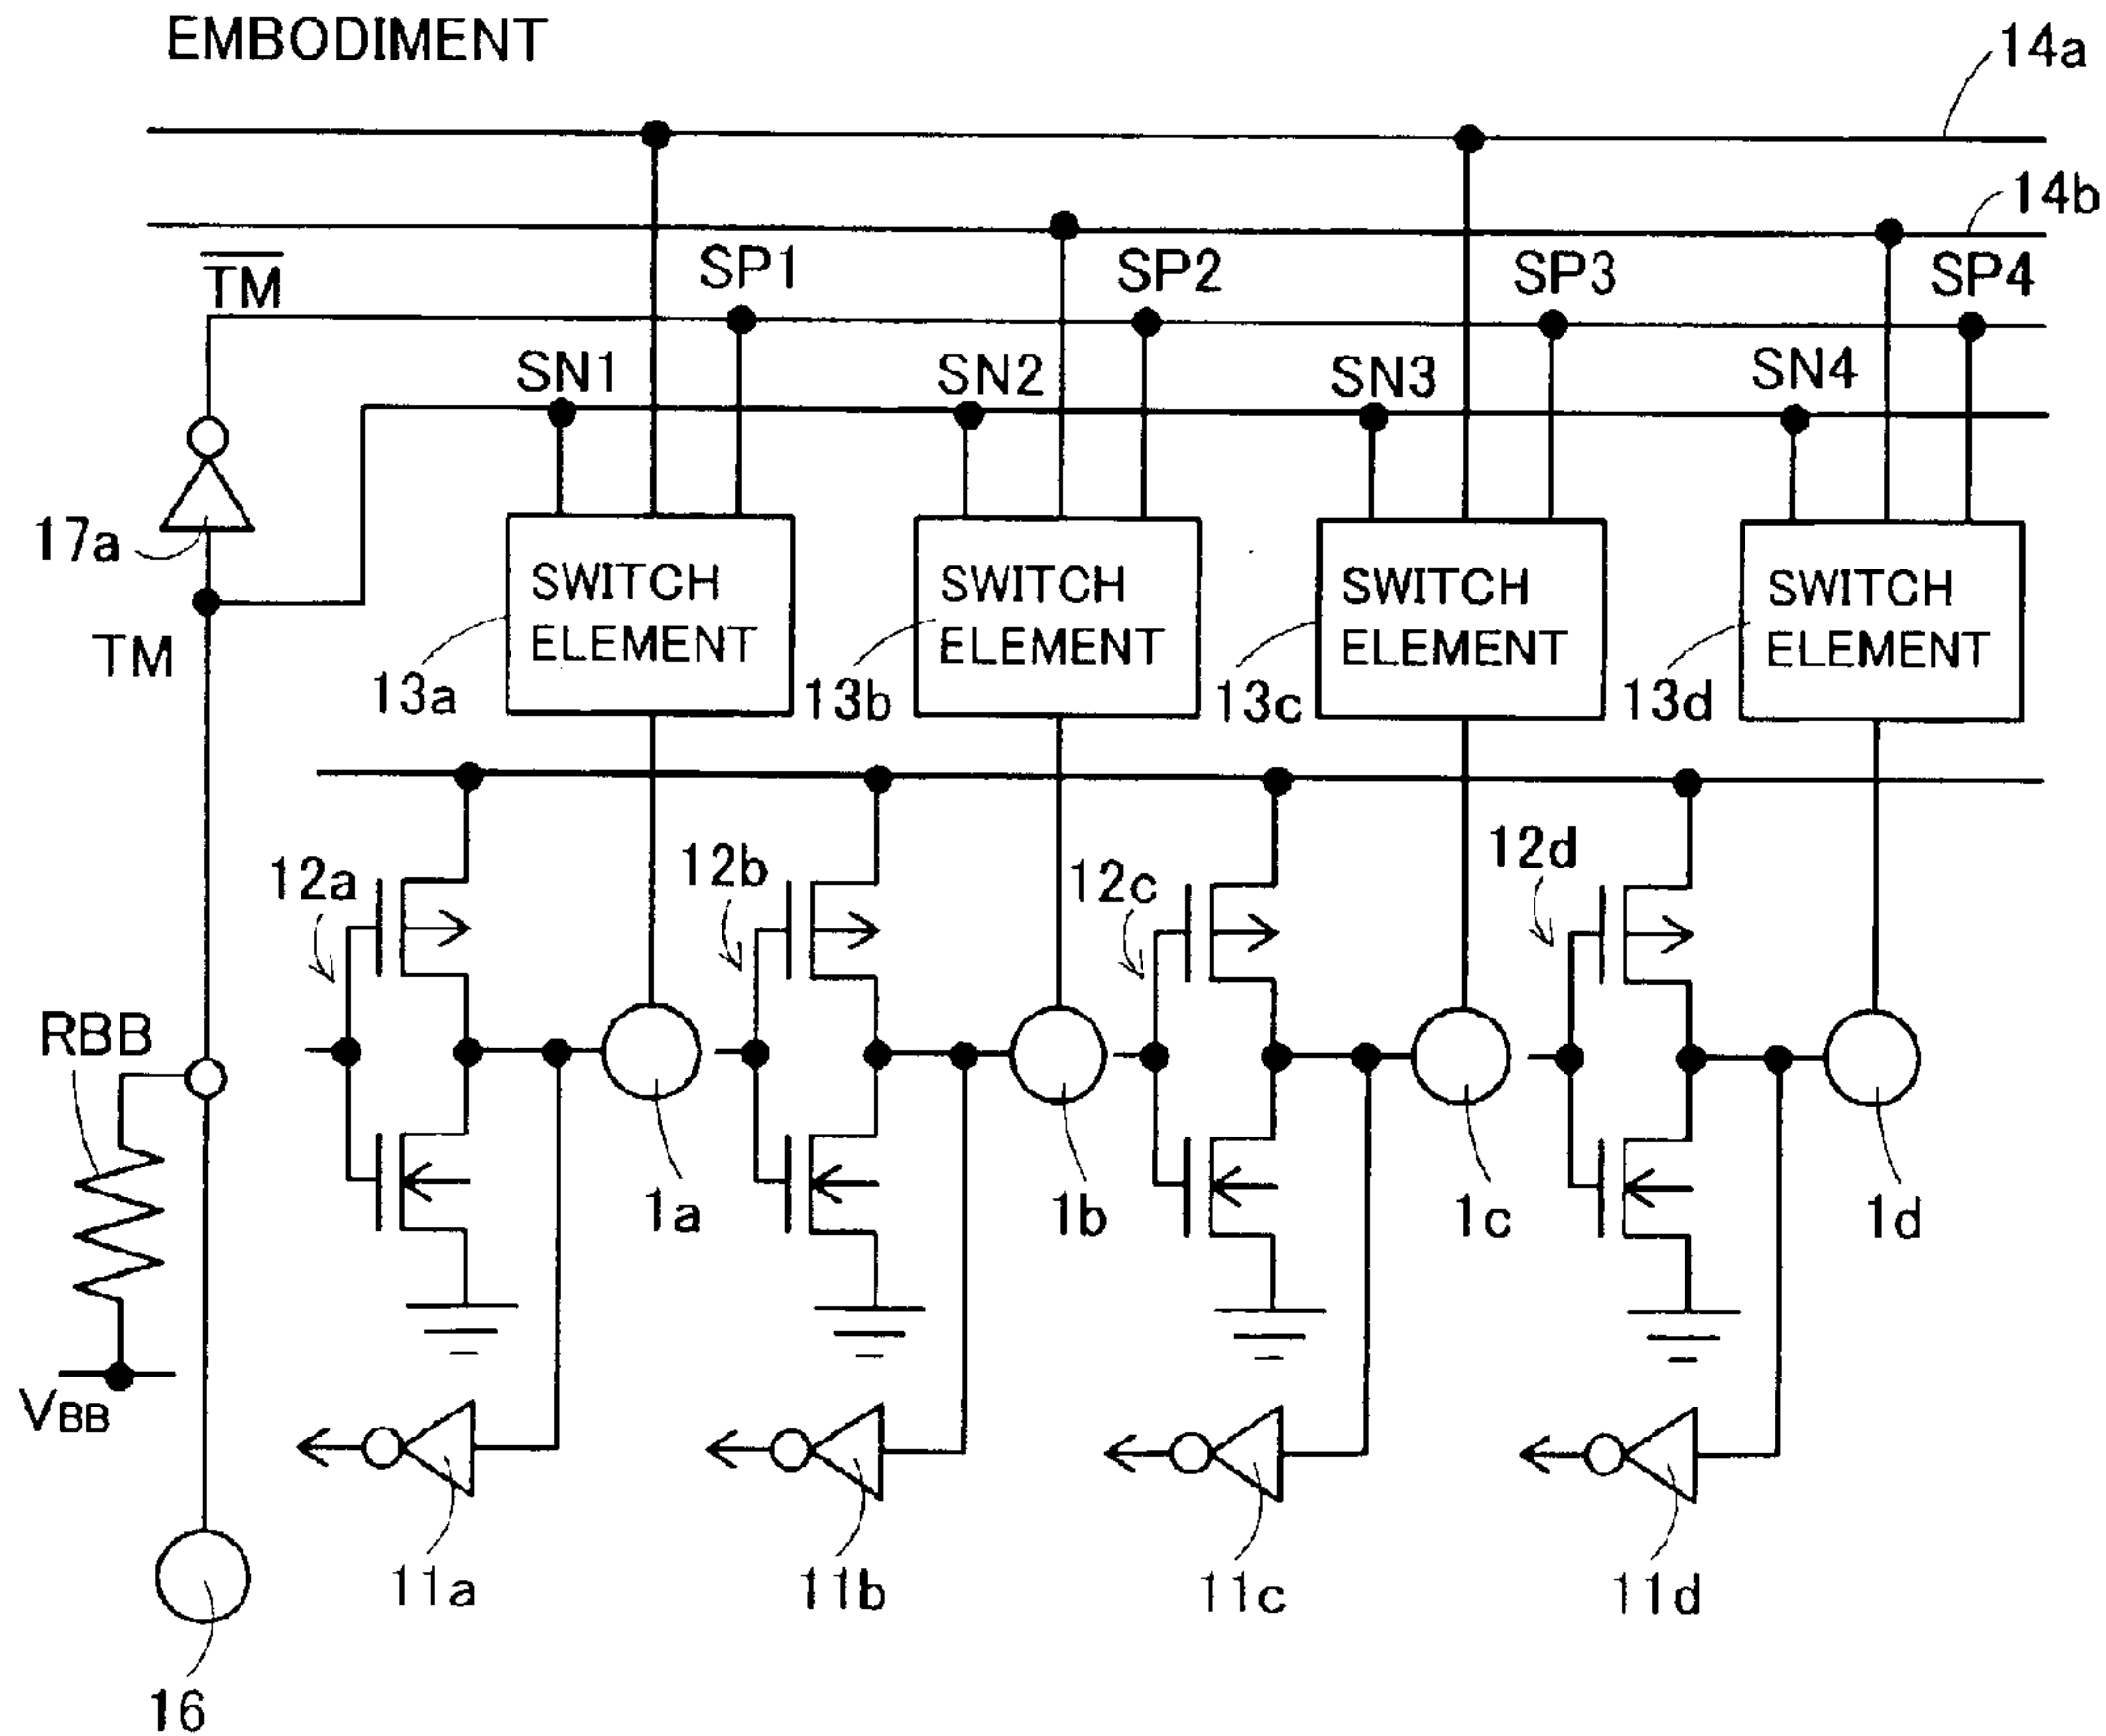 EMBODIMENT
14a
14b
TM
SP1
SP2
SP3
SP4
SN1
SN2
SN3
SN4
17a
SWITCH
ELEMENT
SWITCH
ELEMENT
SWITCH
ELEMENT
SWITCH
ELEMENT
TM
13a
13b
13c
13d
12a
12b
12c
12d
RBB
1a
1b
1c
1d
VBB
11a
11b
11c
11d
16